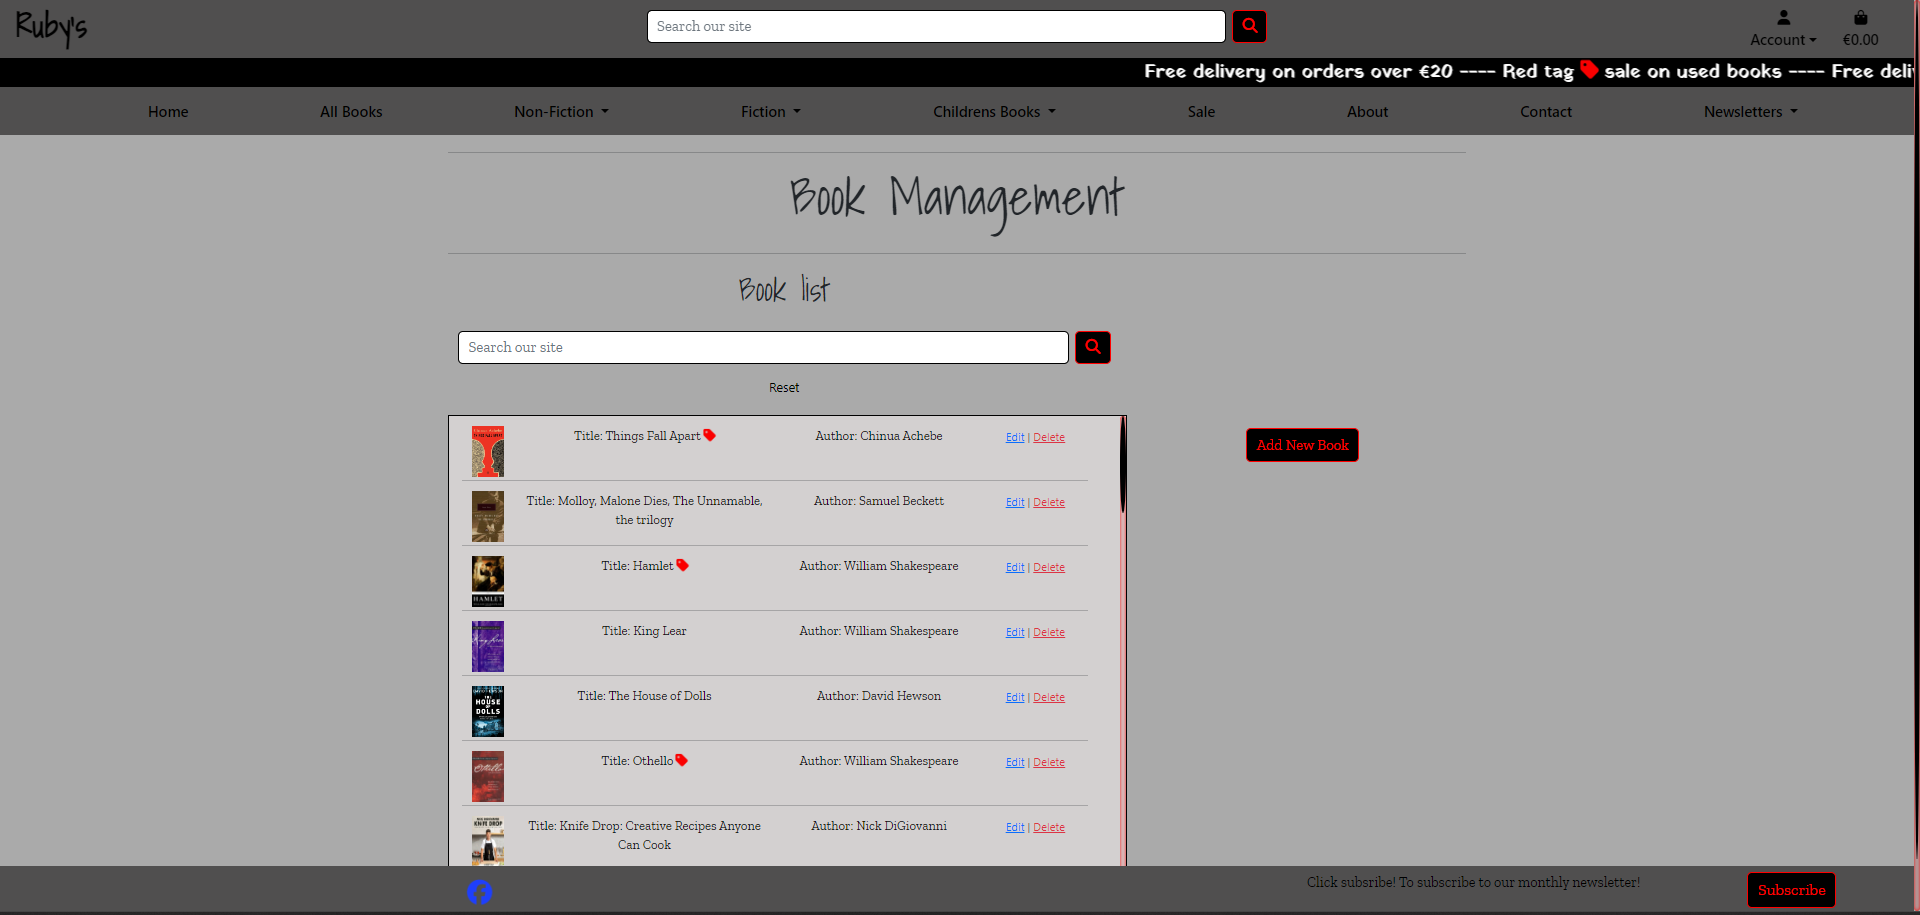 Ruby's
Search our site
Account
€0.00
Free delivery on orders over €20 ---- Red tag sale on used books ---- Free deli
Home
All Books
Non-Fiction
Fiction
Childrens Books
Sale
About
Contact
Newsletters
Book Management
Book list
Search our site
Reset
Add New Book
Title: Things Fall Apart
Author: Chinua Achebe
Edit | Delete
Title: Molloy, Malone Dies, The Unnamable,
the trilogy
Author: Samuel Beckett
Edit | Delete
HAMLET
Title: Hamlet
Author: William Shakespeare
Edit | Delete
Title: King Lear
Author: William Shakespeare
Edit | Delete
THE
HOUSE
OF
DOLLS
Title: The House of Dolls
Author: David Hewson
Edit | Delete
Othello
Title: Othello
Author: William Shakespeare
Edit | Delete
KNIFE DROP
Title: Knife Drop: Creative Recipes Anyone
Can Cook
Author: Nick DiGiovanni
Edit | Delete
Click subsribe! To subscribe to our monthly newsletter!
Subscribe